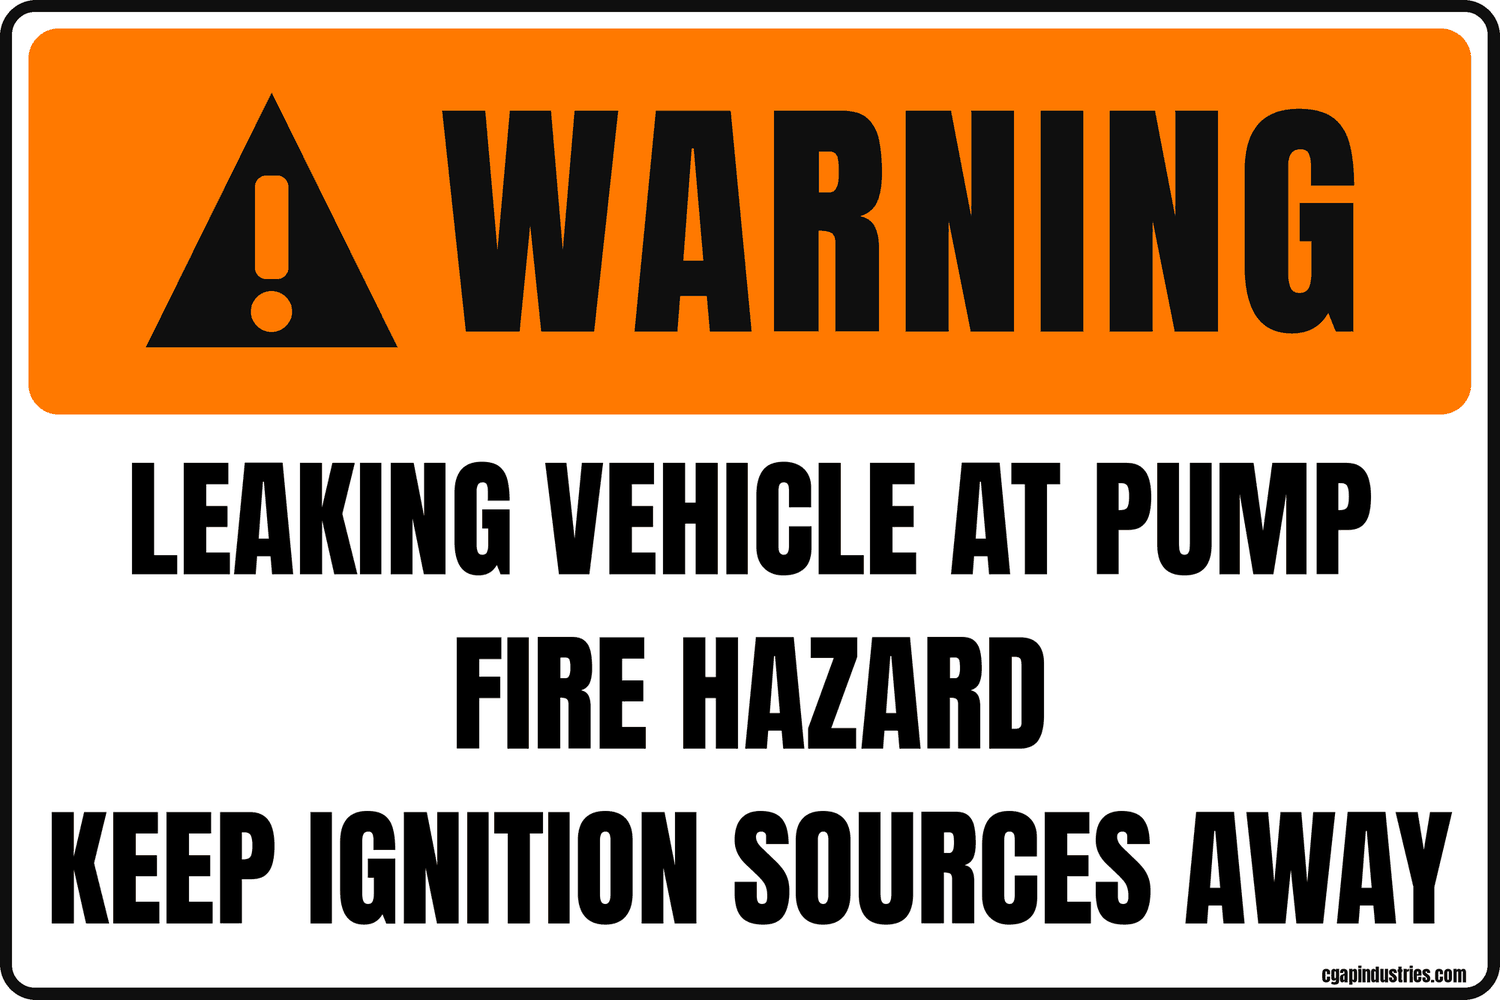 WARNING
LEAKING VEHICLE AT PUMP
FIRE HAZARD
KEEP IGNITION SOURCES AWAY
cgapindustries.com